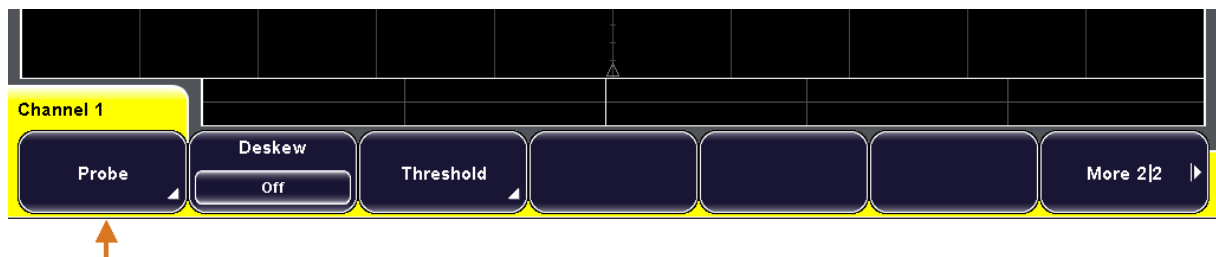 Channel 1
Probe
Deskew
Off
Threshold
More 2|2